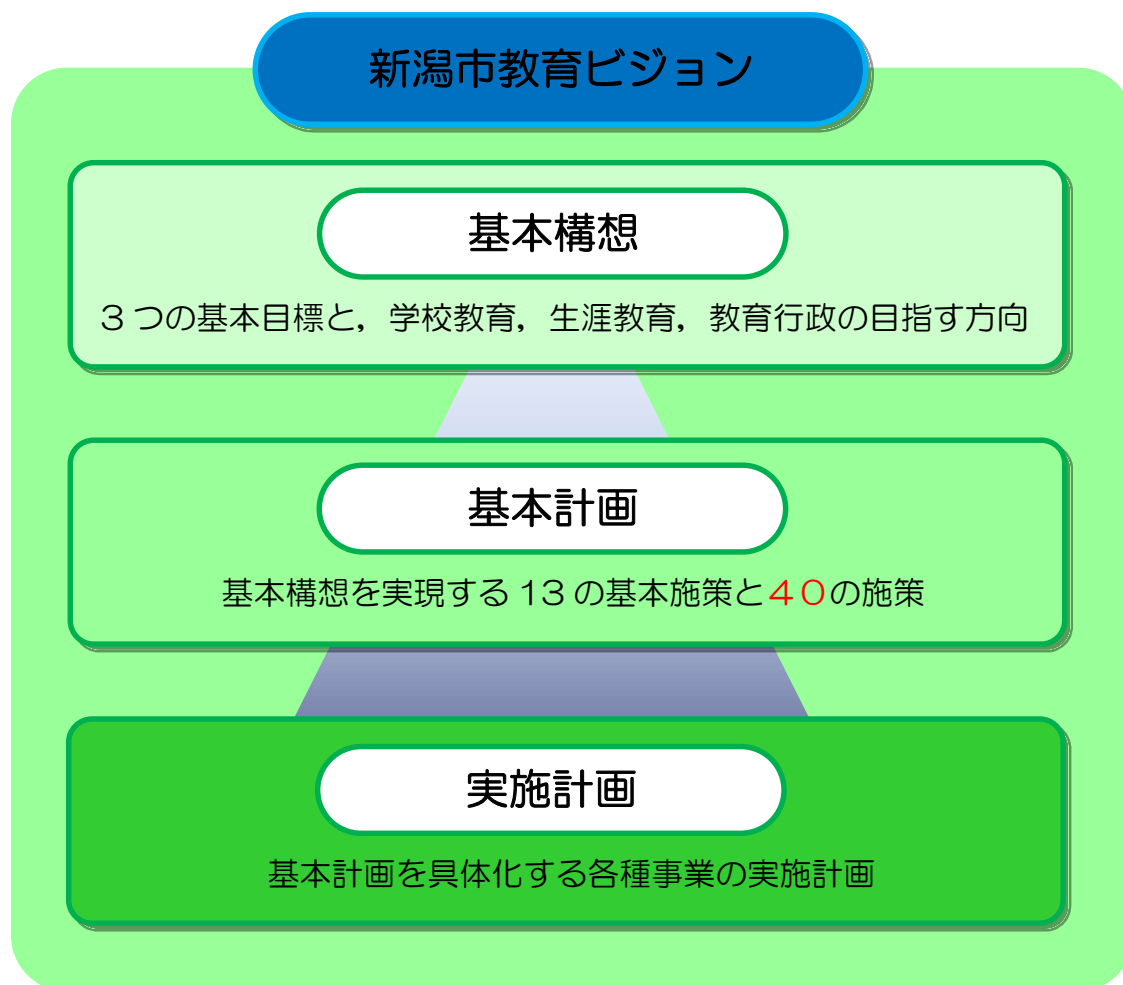 新潟市教育ビジョン
基本構想
3つの基本目標と，学校教育，生涯教育，教育行政の目指す方向
基本計画
基本構想を実現する 13 の基本施策と４０の施策
実施計画
基本計画を具体化する各種事業の実施計画